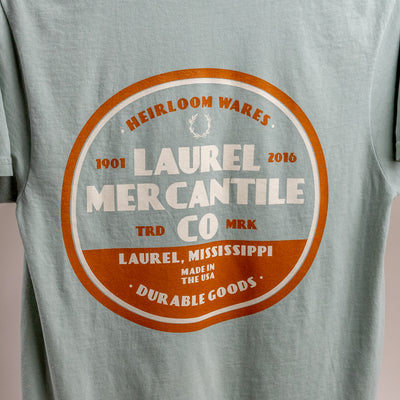 · HEIRLOOM WARES ·
1901 LAUREL 2016
MERCANTILE
TRD CO MRK
LAUREL, MISSISSIPPI
MADE IN
THE USA
· DURABLE GOODS ·